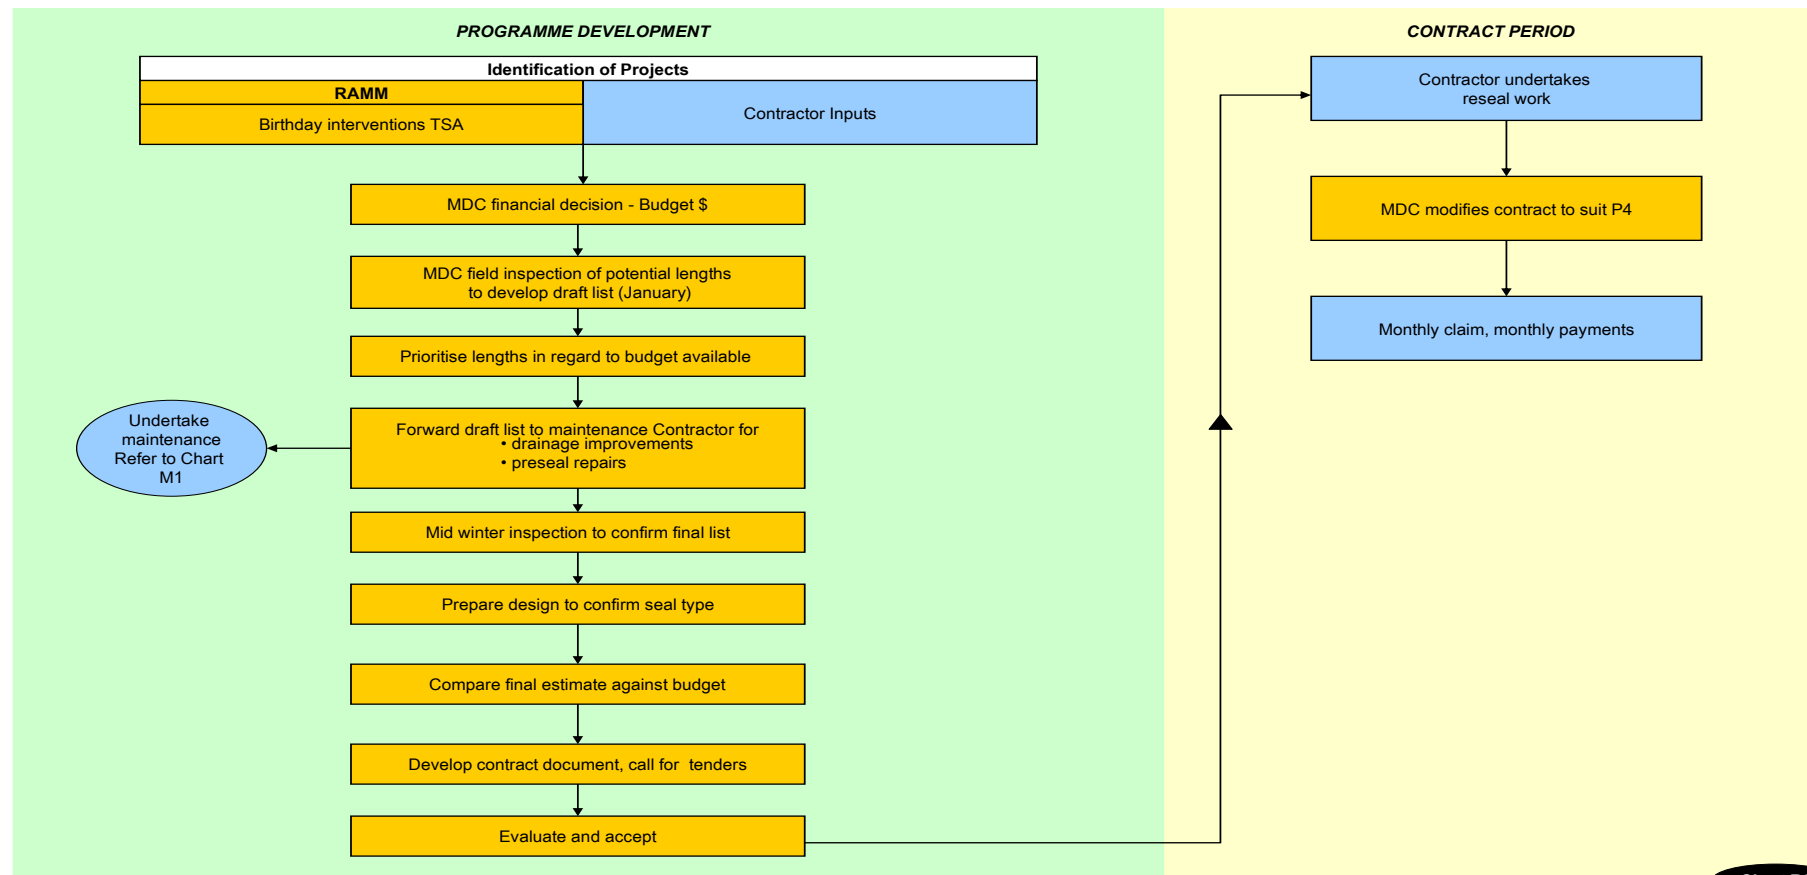 PROGRAMME DEVELOPMENT
Identification of Projects
RAMM
Birthday interventions TSA
Contractor Inputs
MDC financial decision - Budget $
MDC field inspection of potential lengths
to develop draft list (January)
Prioritise lengths in regard to budget available
Forward draft list to maintenance Contractor for
• drainage improvements
• preseal repairs
Undertake
maintenance
Refer to Chart
M1
Mid winter inspection to confirm final list
Prepare design to confirm seal type
Compare final estimate against budget
Develop contract document, call for tenders
Evaluate and accept
CONTRACT PERIOD
Contractor undertakes
reseal work
MDC modifies contract to suit P4
Monthly claim, monthly payments